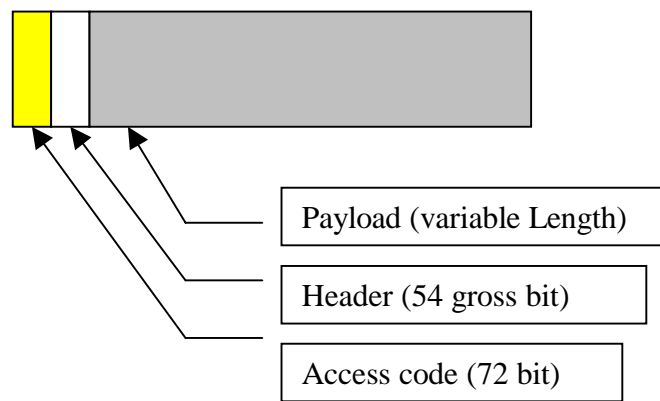 Payload (variable Length)
Header (54 gross bit)
Access code (72 bit)